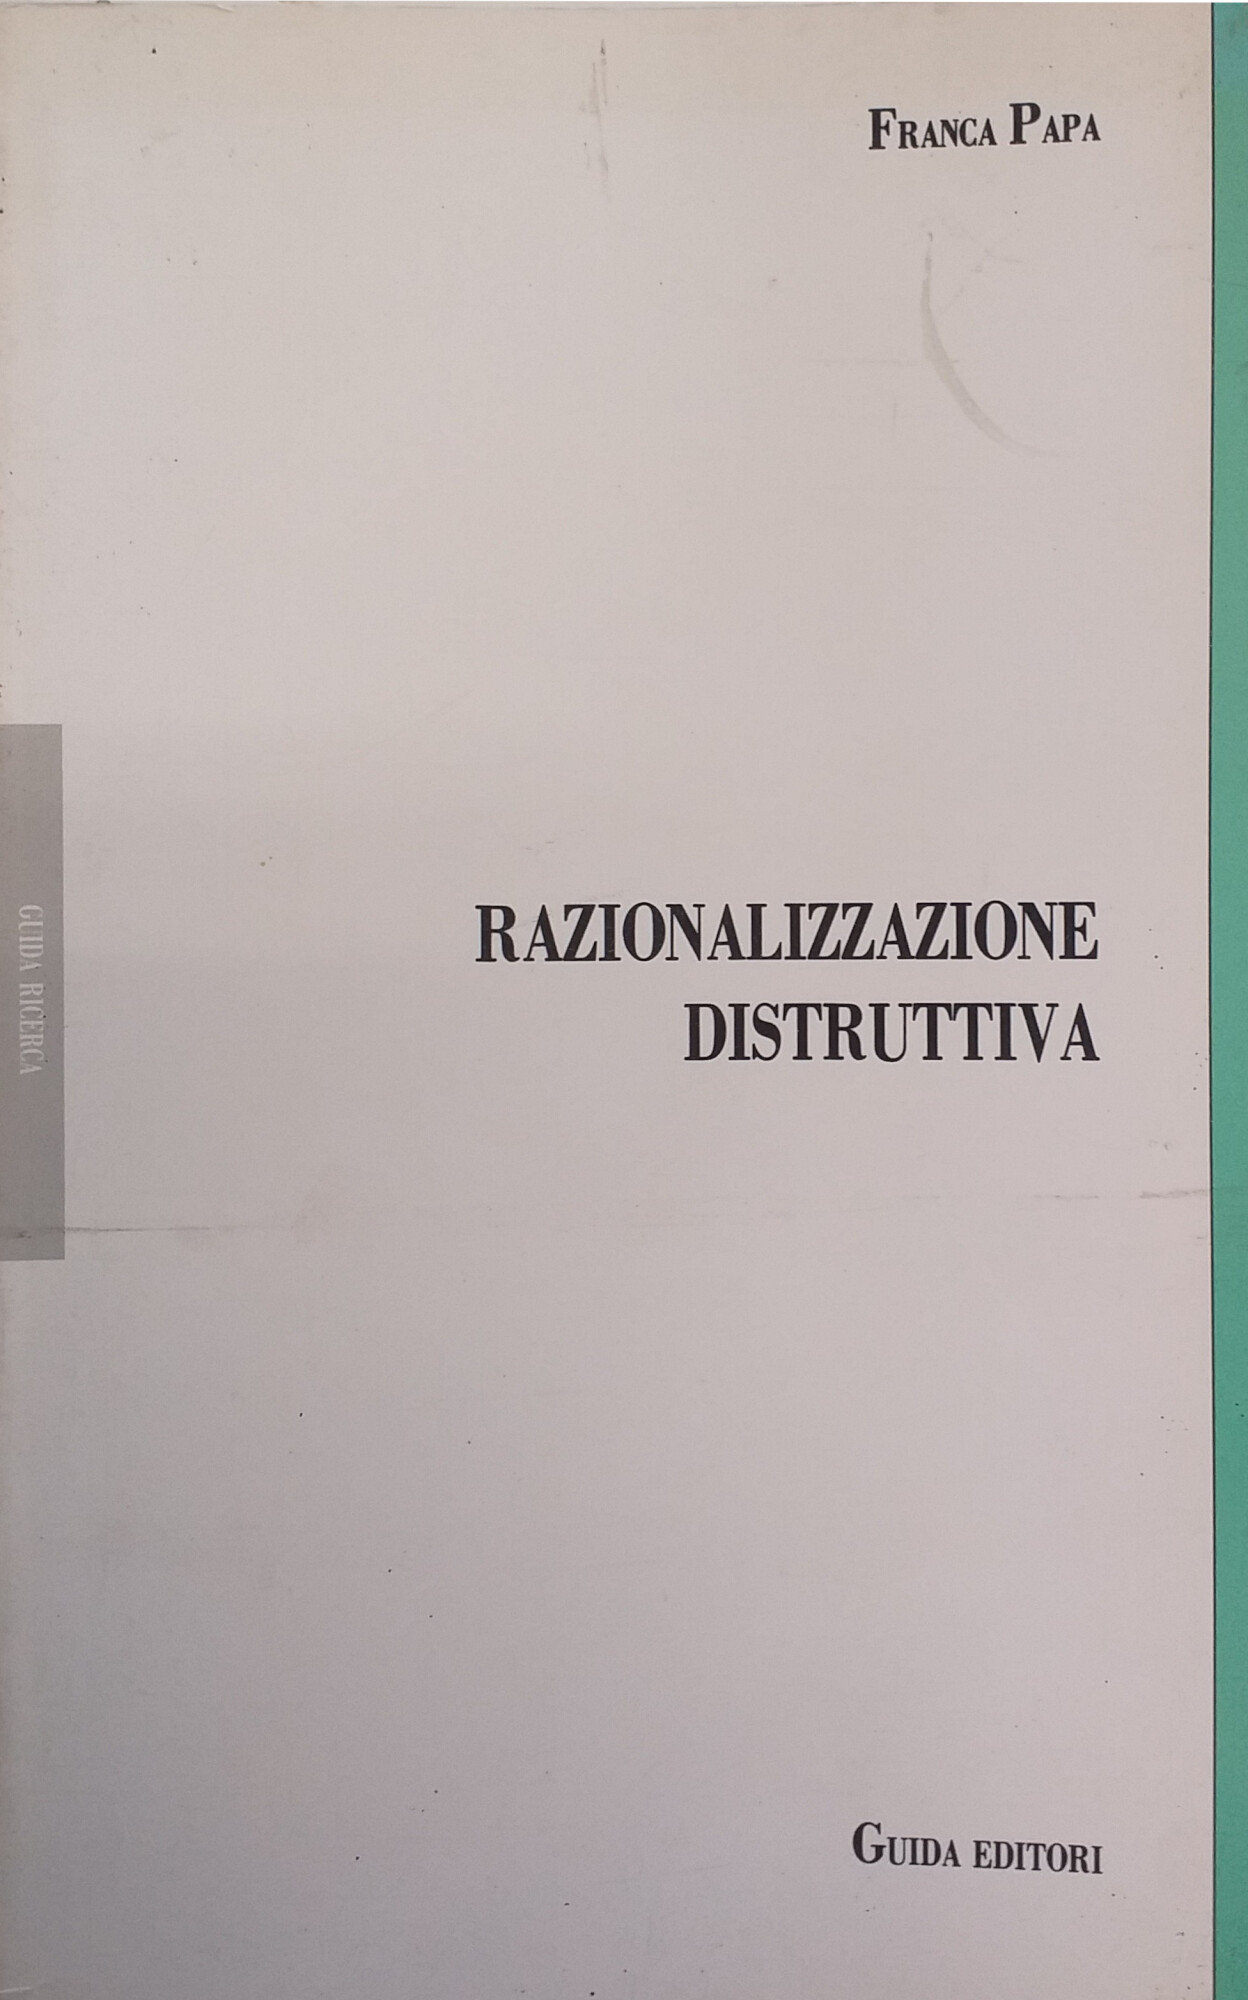 FRANCA PAPA
RAZIONALIZZAZIONE
DISTRUTTIVA
GUIDA RICERCA
GUIDA EDITORI